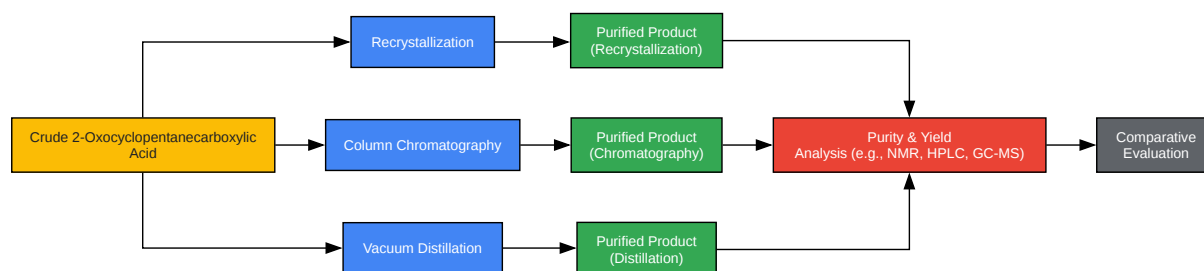 Recrystallization
Purified Product
(Recrystallization)
Crude 2-Oxocyclopentanecarboxylic
Acid
Column Chromatography
Purified Product
(Chromatography)
Purity & Yield
Analysis (e.g., NMR, HPLC, GC-MS)
Comparative
Evaluation
Vacuum Distillation
Purified Product
(Distillation)